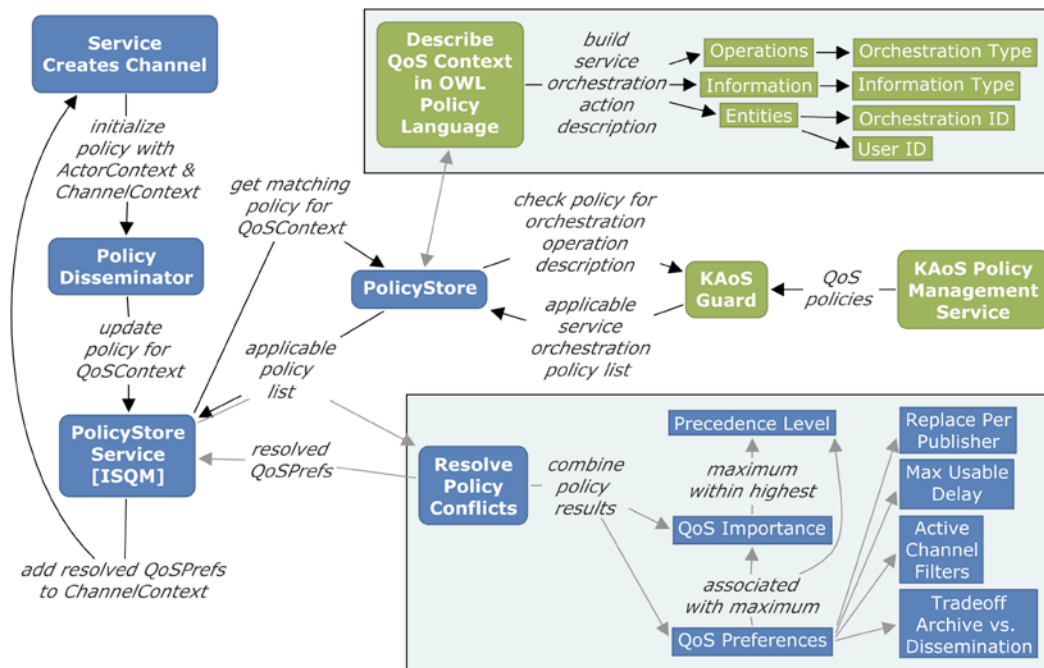 Service
Creates Channel
initialize
policy with
ActorContext &
ChannelContext
Policy
Disseminator
update
policy for
QoSContext
PolicyStore
Service
[ISQM]
add resolved QoSPrefs
to ChannelContext
get matching
policy for
QoSContext
applicable
policy
list
resolved
QoSPrefs
Describe
QoS Context
in OWL
Policy
Language
build
service
orchestration
action
description
Operations
Orchestration Type
Information
Information Type
Entities
Orchestration ID
User ID
PolicyStore
check policy for
orchestration
operation
description
applicable
service
orchestration
policy list
KAoS
Guard
QoS
policies
KAoS Policy
Management
Service
Resolve
Policy
Conflicts
combine
policy
results
Precedence Level
maximum
within highest
QoS Importance
associated
with maximum
QoS Preferences
Replace Per
Publisher
Max Usable
Delay
Active
Channel
Filters
Tradeoff
Archive vs.
Dissemination